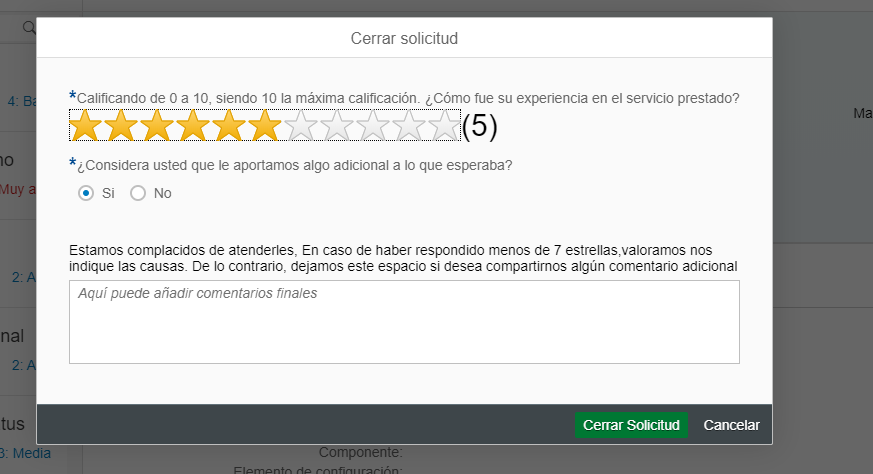 Cerrar solicitud
*Calificando de 0 a 10, siendo 10 la máxima calificación. ¿Cómo fue su experiencia en el servicio prestado?
(5)
*¿Considera usted que le aportamos algo adicional a lo que esperaba?
Si No
Estamos complacidos de atenderles, En caso de haber respondido menos de 7 estrellas,valoramos nos
indique las causas. De lo contrario, dejamos este espacio si desea compartirnos algún comentario adicional
Aquí puede añadir comentarios finales
Cerrar Solicitud Cancelar
4: Ba
Ma
no
Muy a
2: A
nal
2: A
tus
3: Media
Componente:
Elemento de configuración: